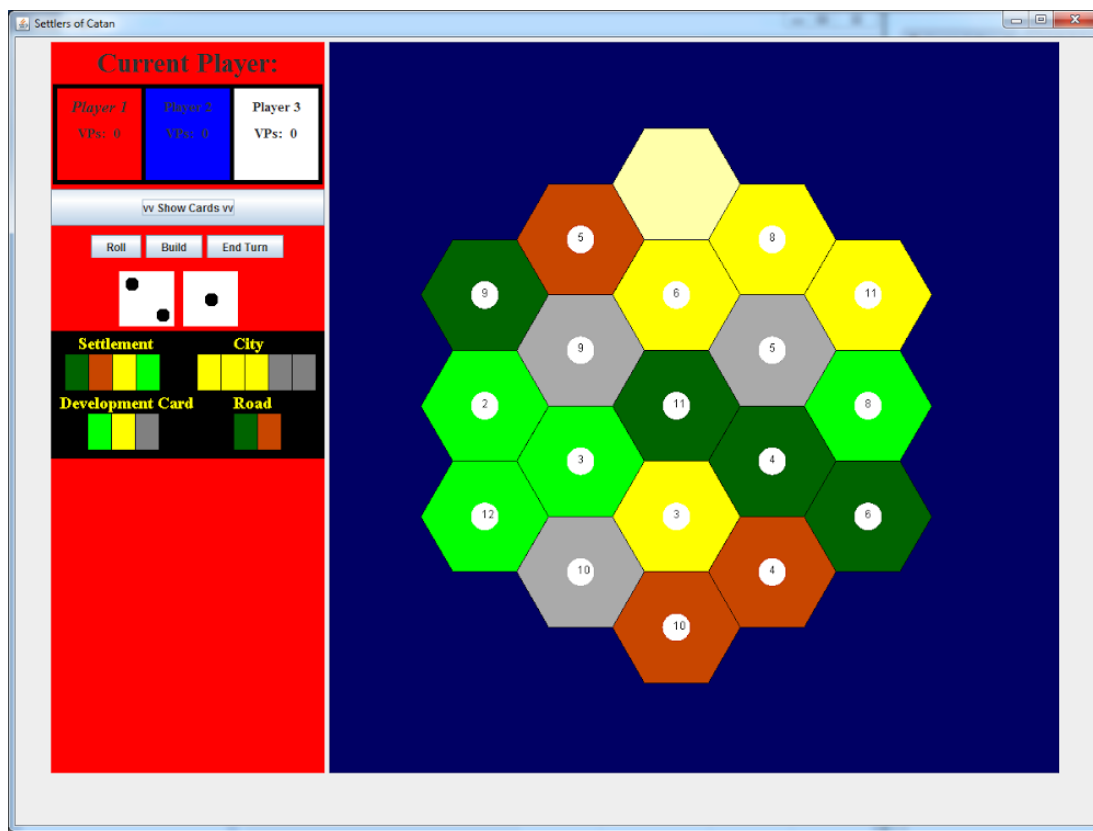 Settlers of Catan
Current Player:
Player 1 Player 2 Player 3
VPs: 0 VPs: 0 VPs: 0
vv Show Cards vv
Roll Build End Turn
Settlement City
Development Card Road
5 8
9 6 11
9 5
2 11 8
3 4
12 3 6
10 4
10